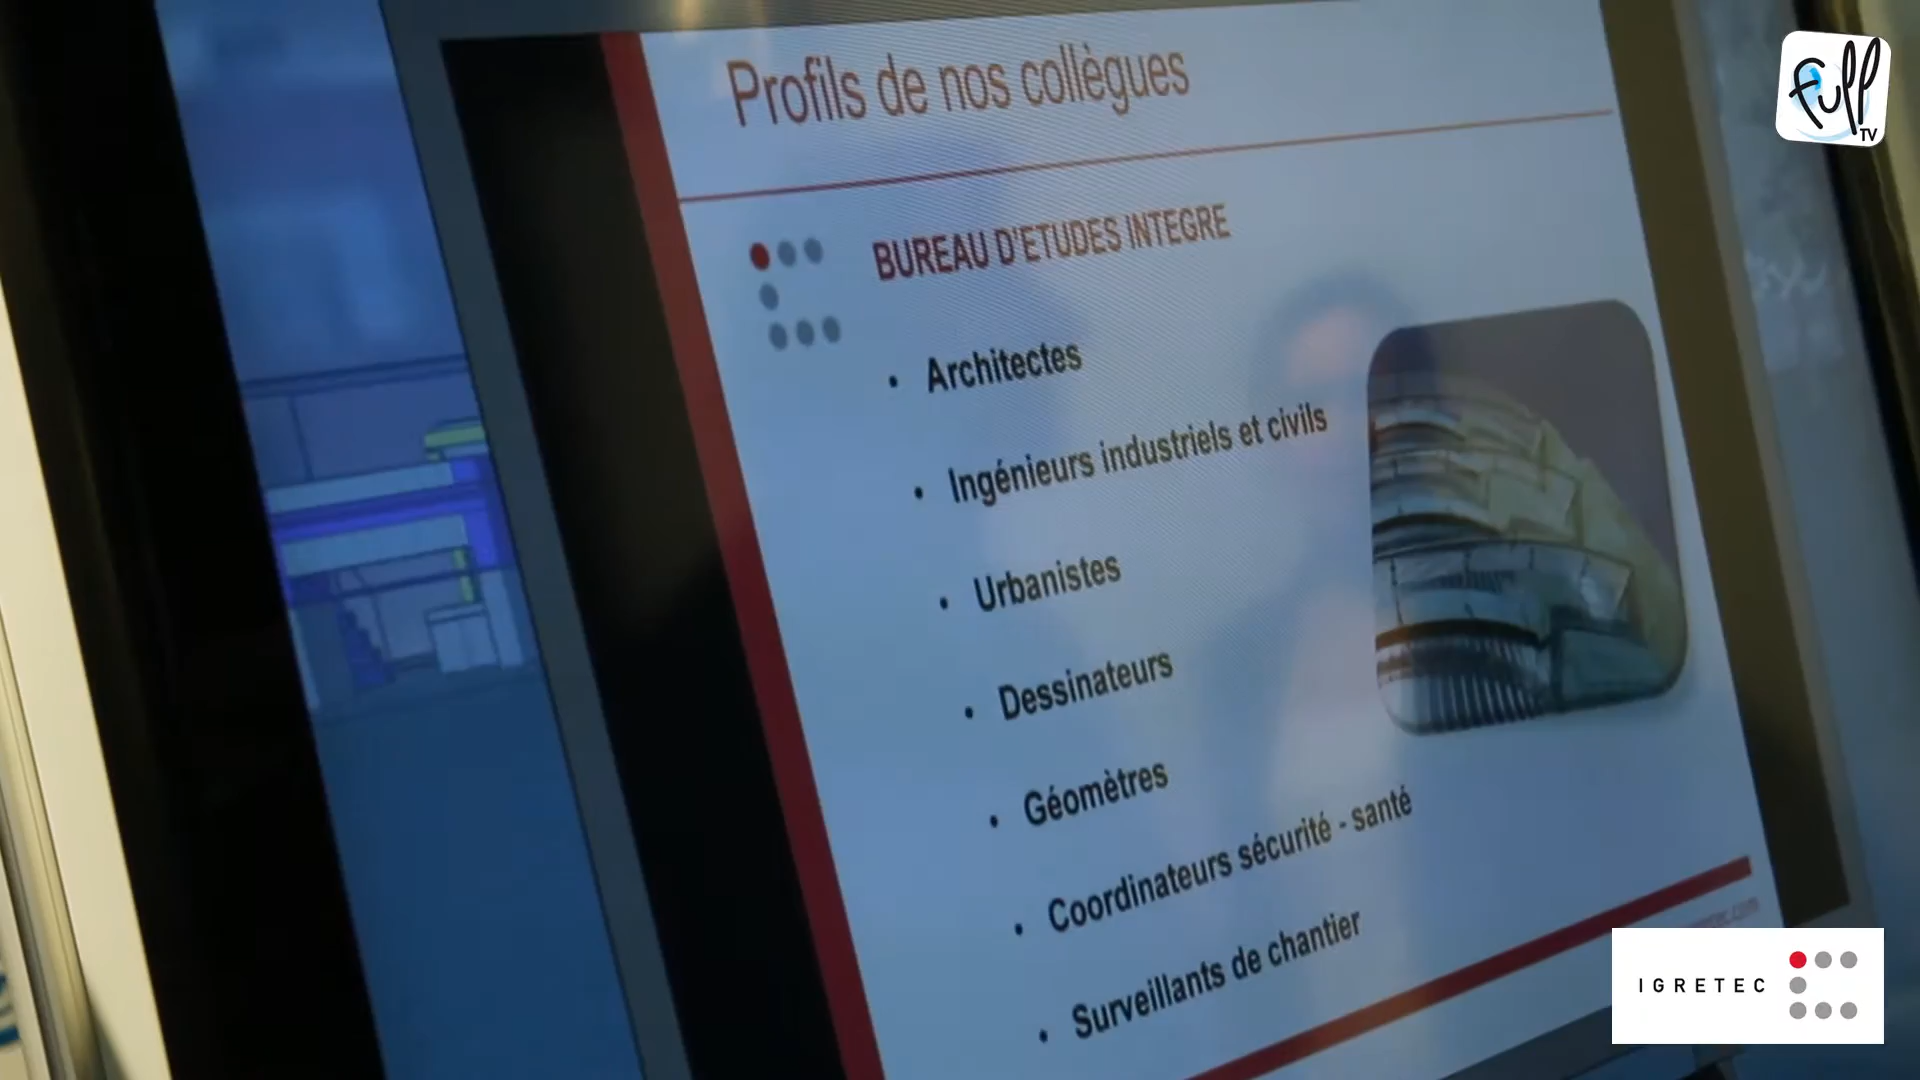 Profils de nos collègues
full
TV
BUREAU D'ETUDES INTEGRE
• Architectes
• Ingénieurs industriels et civils
• Urbanistes
• Dessinateurs
• Géomètres
• Coordinateurs sécurité - santé
• Surveillants de chantier
IGRETEC